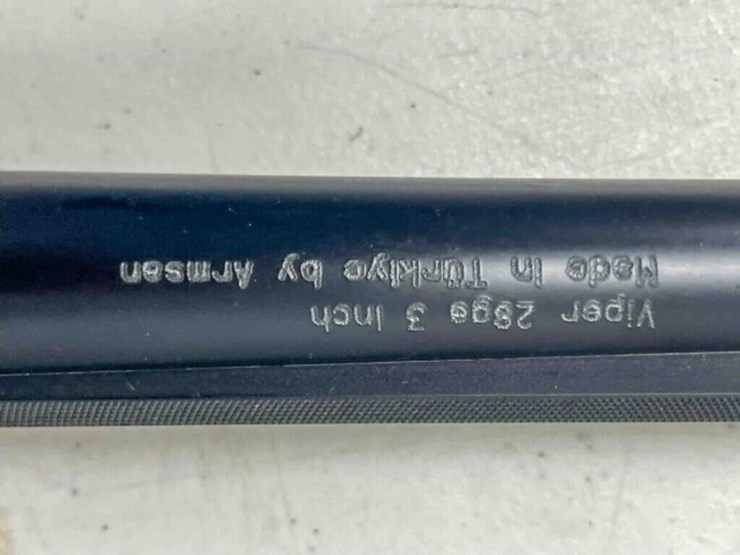 Viper 28ga 3 Inch
Made in Türkiye by Armsan